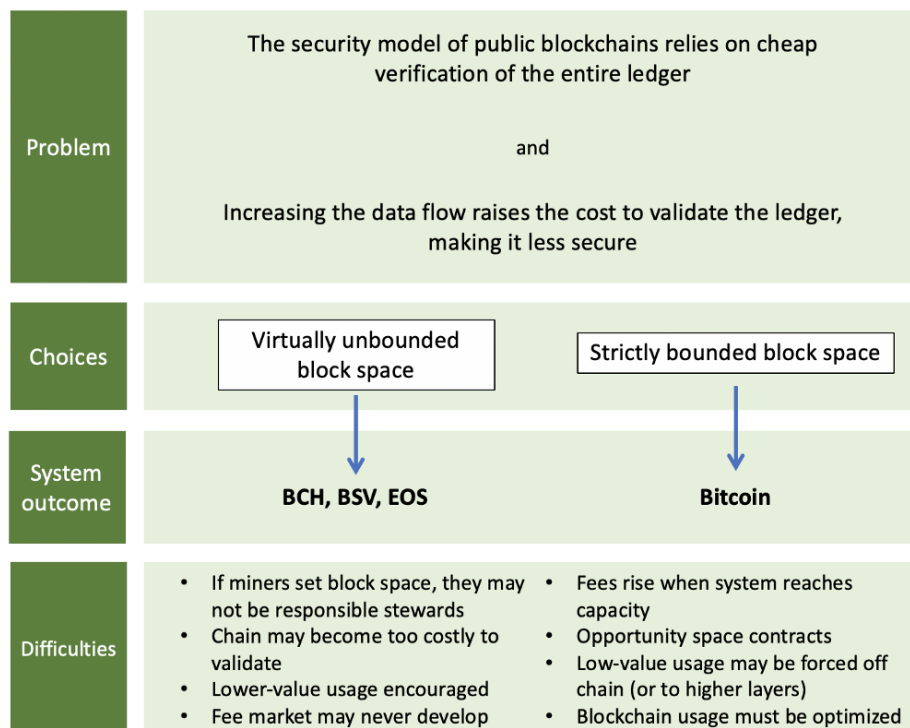 Problem
The security model of public blockchains relies on cheap
verification of the entire ledger
and
Increasing the data flow raises the cost to validate the ledger,
making it less secure
Choices
Virtually unbounded
block space
Strictly bounded block space
System
outcome
BCH, BSV, EOS
Bitcoin
Difficulties
• If miners set block space, they may
not be responsible stewards
• Chain may become too costly to
validate
• Lower-value usage encouraged
• Fee market may never develop
• Fees rise when system reaches
capacity
• Opportunity space contracts
• Low-value usage may be forced off
chain (or to higher layers)
• Blockchain usage must be optimized